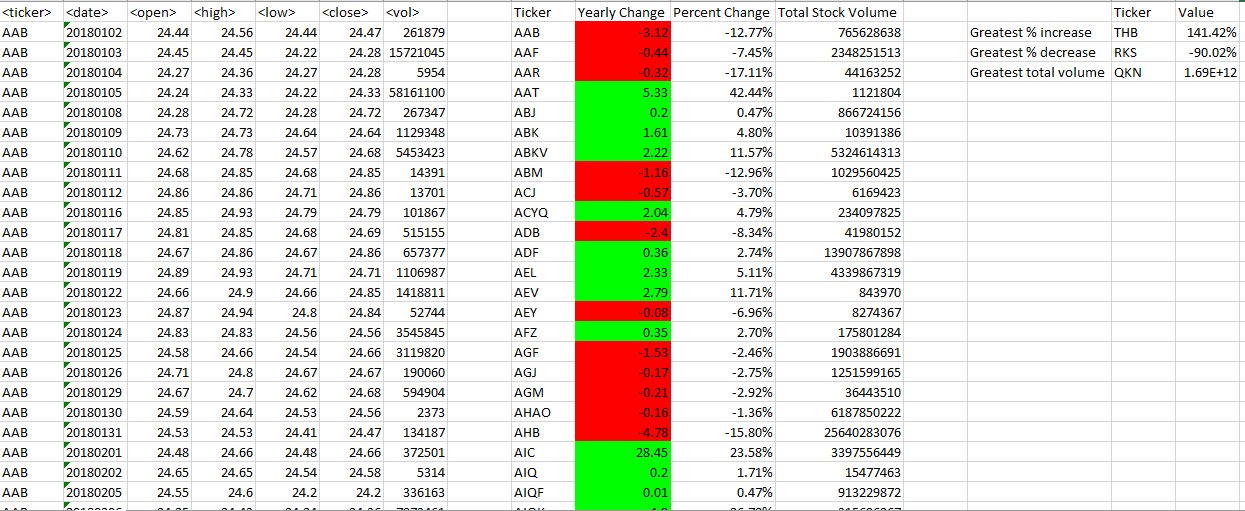 <ticker> <date> <open> <high> <low> <close> <vol> Ticker Yearly Change Percent Change Total Stock Volume Ticker Value
AAB 20180102 24.44 24.56 24.44 24.47 261879 AAB -3.12 -12.77% 765628638 Greatest % increase THB 141.42%
AAB 20180103 24.45 24.45 24.22 24.28 15721045 AAF -0.44 -7.45% 2348251513 Greatest % decrease RKS -90.02%
AAB 20180104 24.27 24.36 24.27 24.28 5954 AAR -0.32 -17.11% 44163252 Greatest total volume QKN 1.69E+12
AAB 20180105 24.24 24.33 24.22 24.33 58161100 AAT 5.33 42.44% 1121804
AAB 20180108 24.28 24.72 24.28 24.72 267347 ABJ 0.2 0.47% 866724156
AAB 20180109 24.73 24.73 24.64 24.64 1129348 ABK 1.61 4.80% 10391386
AAB 20180110 24.62 24.78 24.57 24.68 5453423 ABKV 2.22 11.57% 5324614313
AAB 20180111 24.68 24.85 24.68 24.85 14391 ABM -1.16 -12.96% 1029560425
AAB 20180112 24.86 24.86 24.71 24.86 13701 ACJ -0.57 -3.70% 6169423
AAB 20180116 24.85 24.93 24.79 24.79 101867 ACYQ 2.04 4.79% 234097825
AAB 20180117 24.81 24.85 24.68 24.69 515155 ADB -2.4 -8.34% 41980152
AAB 20180118 24.67 24.86 24.67 24.86 657377 ADF 0.36 2.74% 13907867898
AAB 20180119 24.89 24.93 24.71 24.71 1106987 AEL 2.33 5.11% 4339867319
AAB 20180122 24.66 24.9 24.66 24.85 1418811 AEV 2.79 11.71% 843970
AAB 20180123 24.87 24.94 24.8 24.84 52744 AEY -0.08 -6.96% 8274367
AAB 20180124 24.83 24.83 24.56 24.56 3545845 AFZ 0.35 2.70% 175801284
AAB 20180125 24.58 24.66 24.54 24.66 3119820 AGF -1.53 -2.46% 1903886691
AAB 20180126 24.71 24.8 24.67 24.67 190060 AGJ -0.17 -2.75% 1251599165
AAB 20180129 24.67 24.7 24.62 24.68 594904 AGM -0.21 -2.92% 36443510
AAB 20180130 24.59 24.64 24.53 24.56 2373 AHAO -0.16 -1.36% 6187850222
AAB 20180131 24.53 24.53 24.41 24.47 134187 AHB -4.78 -15.80% 25640283076
AAB 20180201 24.48 24.66 24.48 24.66 372501 AIC 28.45 23.58% 3397556449
AAB 20180202 24.65 24.65 24.54 24.58 5314 AIQ 0.2 1.71% 15477463
AAB 20180205 24.55 24.6 24.2 24.2 336163 AIQF 0.01 0.47% 913229872